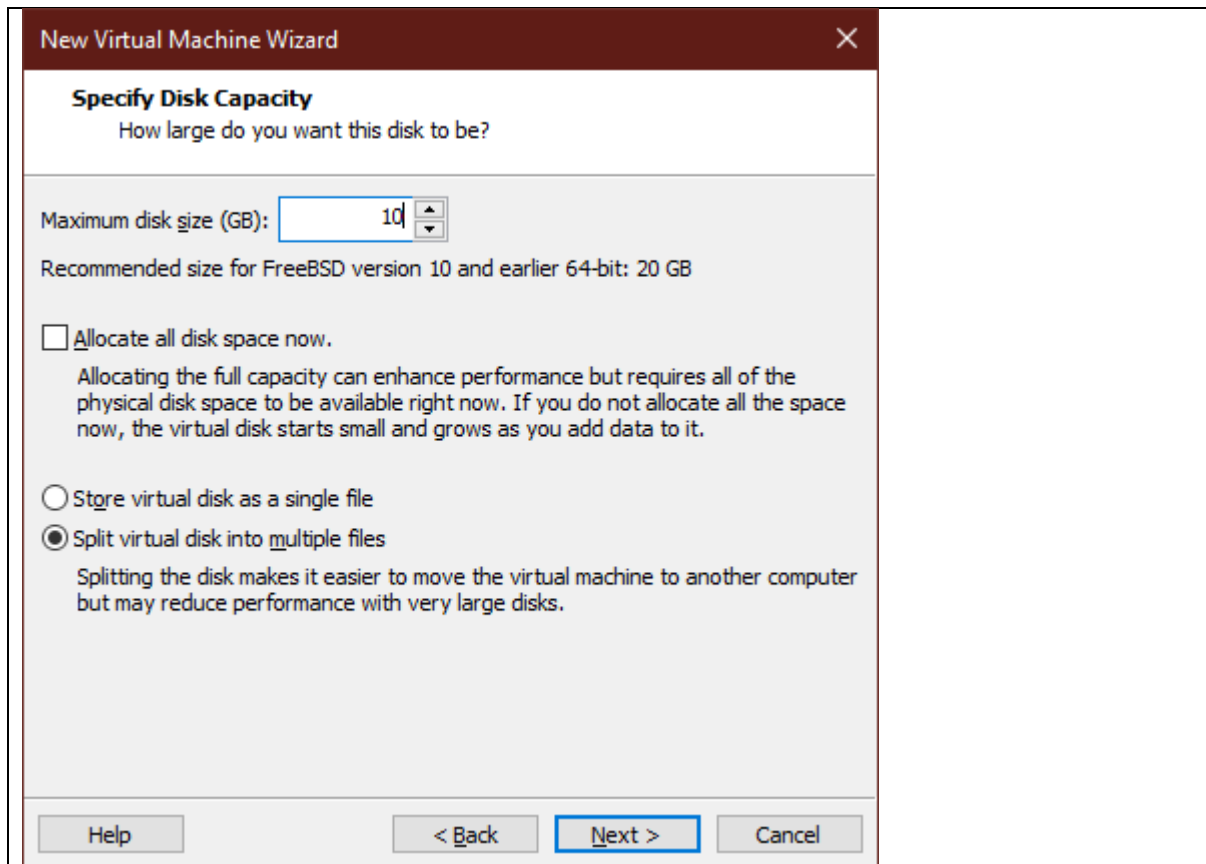 New Virtual Machine Wizard
Specify Disk Capacity
How large do you want this disk to be?
Maximum disk size (GB): 10
Recommended size for FreeBSD version 10 and earlier 64-bit: 20 GB
Allocate all disk space now.
Allocating the full capacity can enhance performance but requires all of the
physical disk space to be available right now. If you do not allocate all the space
now, the virtual disk starts small and grows as you add data to it.
Store virtual disk as a single file
Split virtual disk into multiple files
Splitting the disk makes it easier to move the virtual machine to another computer
but may reduce performance with very large disks.
Help < Back Next > Cancel